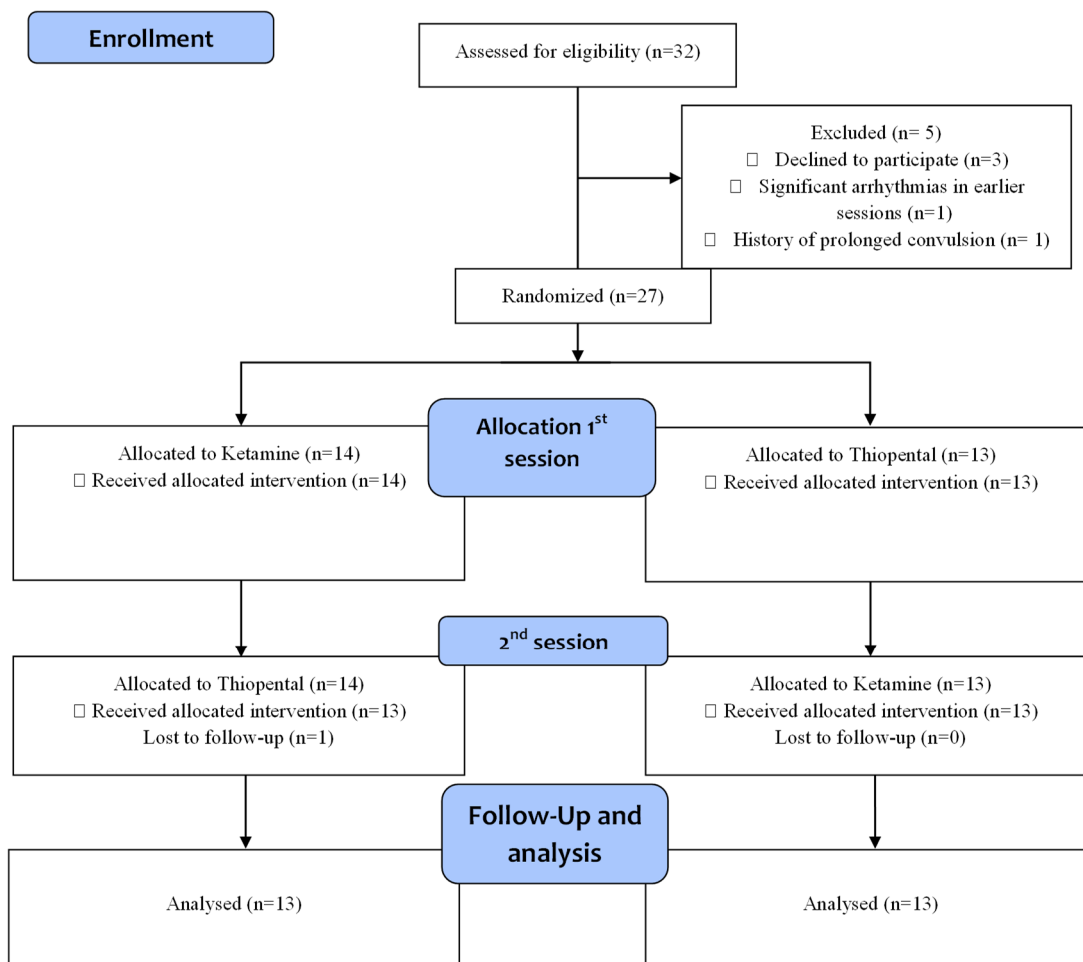 Enrollment
Assessed for eligibility (n=32)
Excluded (n= 5)
□ Declined to participate (n=3)
□ Significant arrhythmias in earlier
sessions (n=1)
□ History of prolonged convulsion (n= 1)
Randomized (n=27)
Allocation 1st
session
Allocated to Ketamine (n=14)
□ Received allocated intervention (n=14)
Allocated to Thiopental (n=13)
□ Received allocated intervention (n=13)
2nd session
Allocated to Thiopental (n=14)
□ Received allocated intervention (n=13)
Lost to follow-up (n=1)
Allocated to Ketamine (n=13)
□ Received allocated intervention (n=13)
Lost to follow-up (n=0)
Follow-Up and
analysis
Analysed (n=13)
Analysed (n=13)